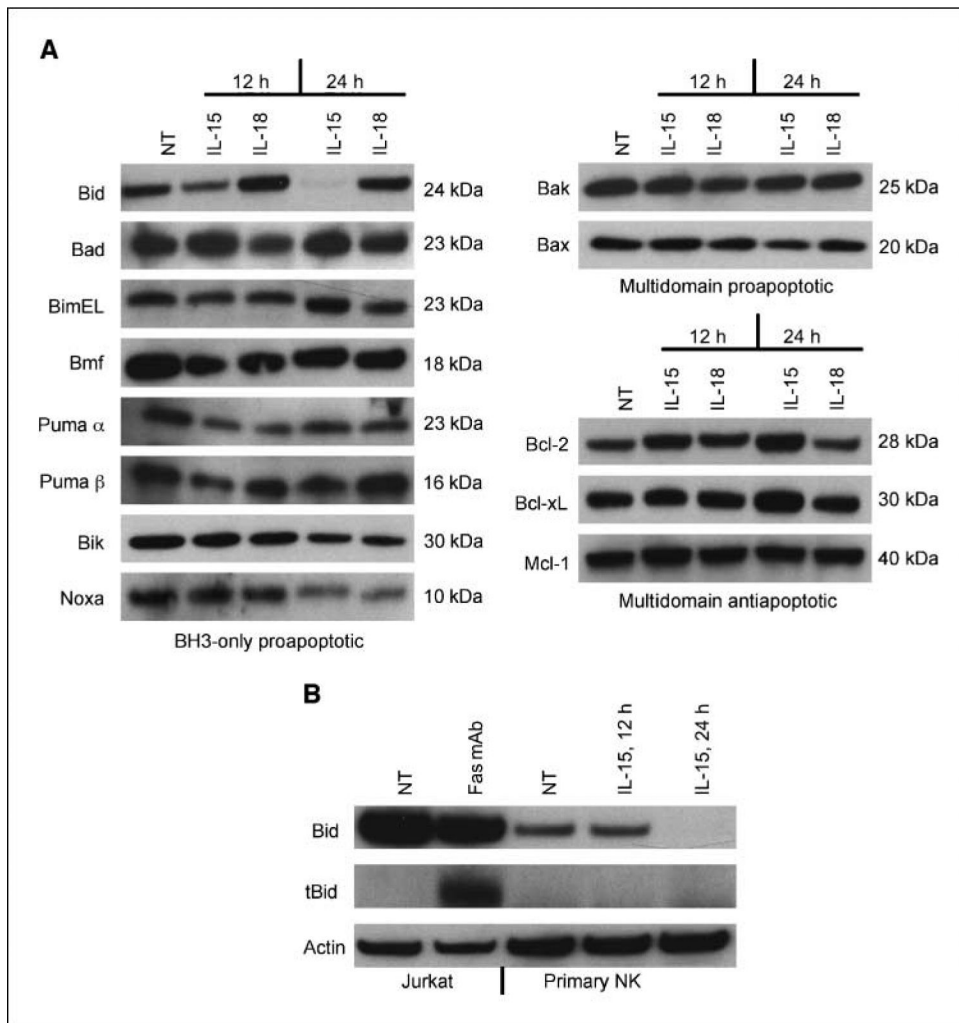 A
12 h 24 h
NT IL-15 IL-18 IL-15 IL-18
Bid 24 kDa
Bad 23 kDa
BimEL 23 kDa
Bmf 18 kDa
Puma α 23 kDa
Puma β 16 kDa
Bik 30 kDa
Noxa 10 kDa
BH3-only proapoptotic
12 h 24 h
NT IL-15 IL-18 IL-15 IL-18
Bak 25 kDa
Bax 20 kDa
Multidomain proapoptotic
12 h 24 h
NT IL-15 IL-18 IL-15 IL-18
Bcl-2 28 kDa
Bcl-xL 30 kDa
Mcl-1 40 kDa
Multidomain antiapoptotic
B
NT Fas mAb NT IL-15, 12 h IL-15, 24 h
Bid
tBid
Actin
Jurkat Primary NK